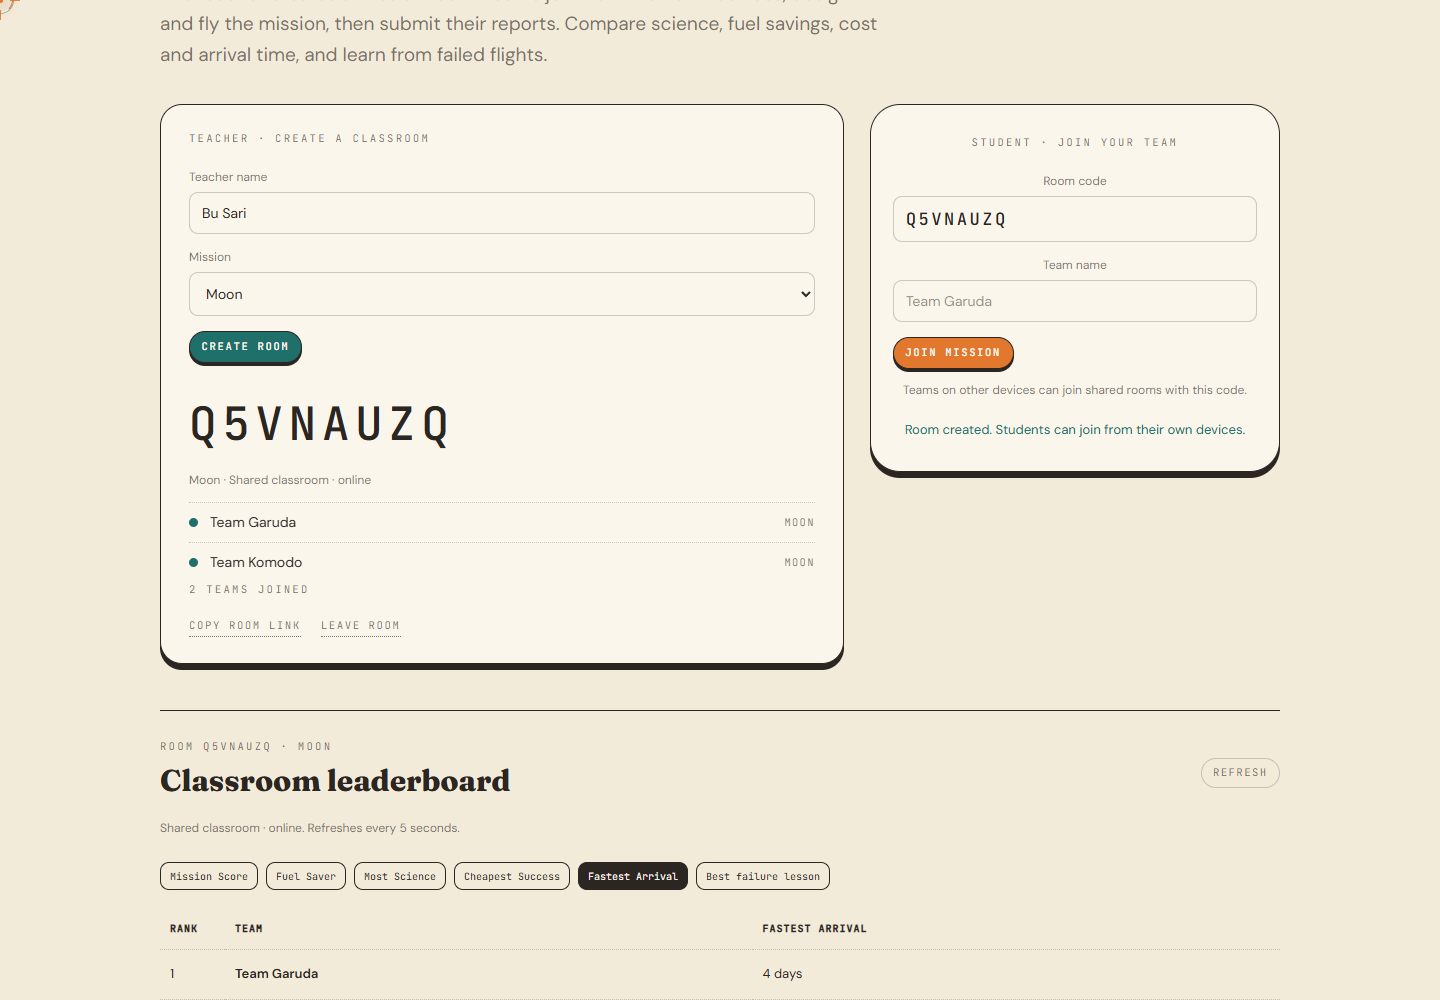 and fly the mission, then submit their reports. Compare science, fuel savings, cost
and arrival time, and learn from failed flights.
TEACHER · CREATE A CLASSROOM
Teacher name
Bu Sari
Mission
Moon
CREATE ROOM
Q5VNAUZQ
Moon · Shared classroom · online
Team Garuda MOON
Team Komodo MOON
2 TEAMS JOINED
COPY ROOM LINK LEAVE ROOM
STUDENT · JOIN YOUR TEAM
Room code
Q5VNAUZQ
Team name
Team Garuda
JOIN MISSION
Teams on other devices can join shared rooms with this code.
Room created. Students can join from their own devices.
ROOM Q5VNAUZQ · MOON
Classroom leaderboard
REFRESH
Shared classroom · online. Refreshes every 5 seconds.
Mission Score Fuel Saver Most Science Cheapest Success Fastest Arrival Best failure lesson
RANK TEAM FASTEST ARRIVAL
1 Team Garuda 4 days